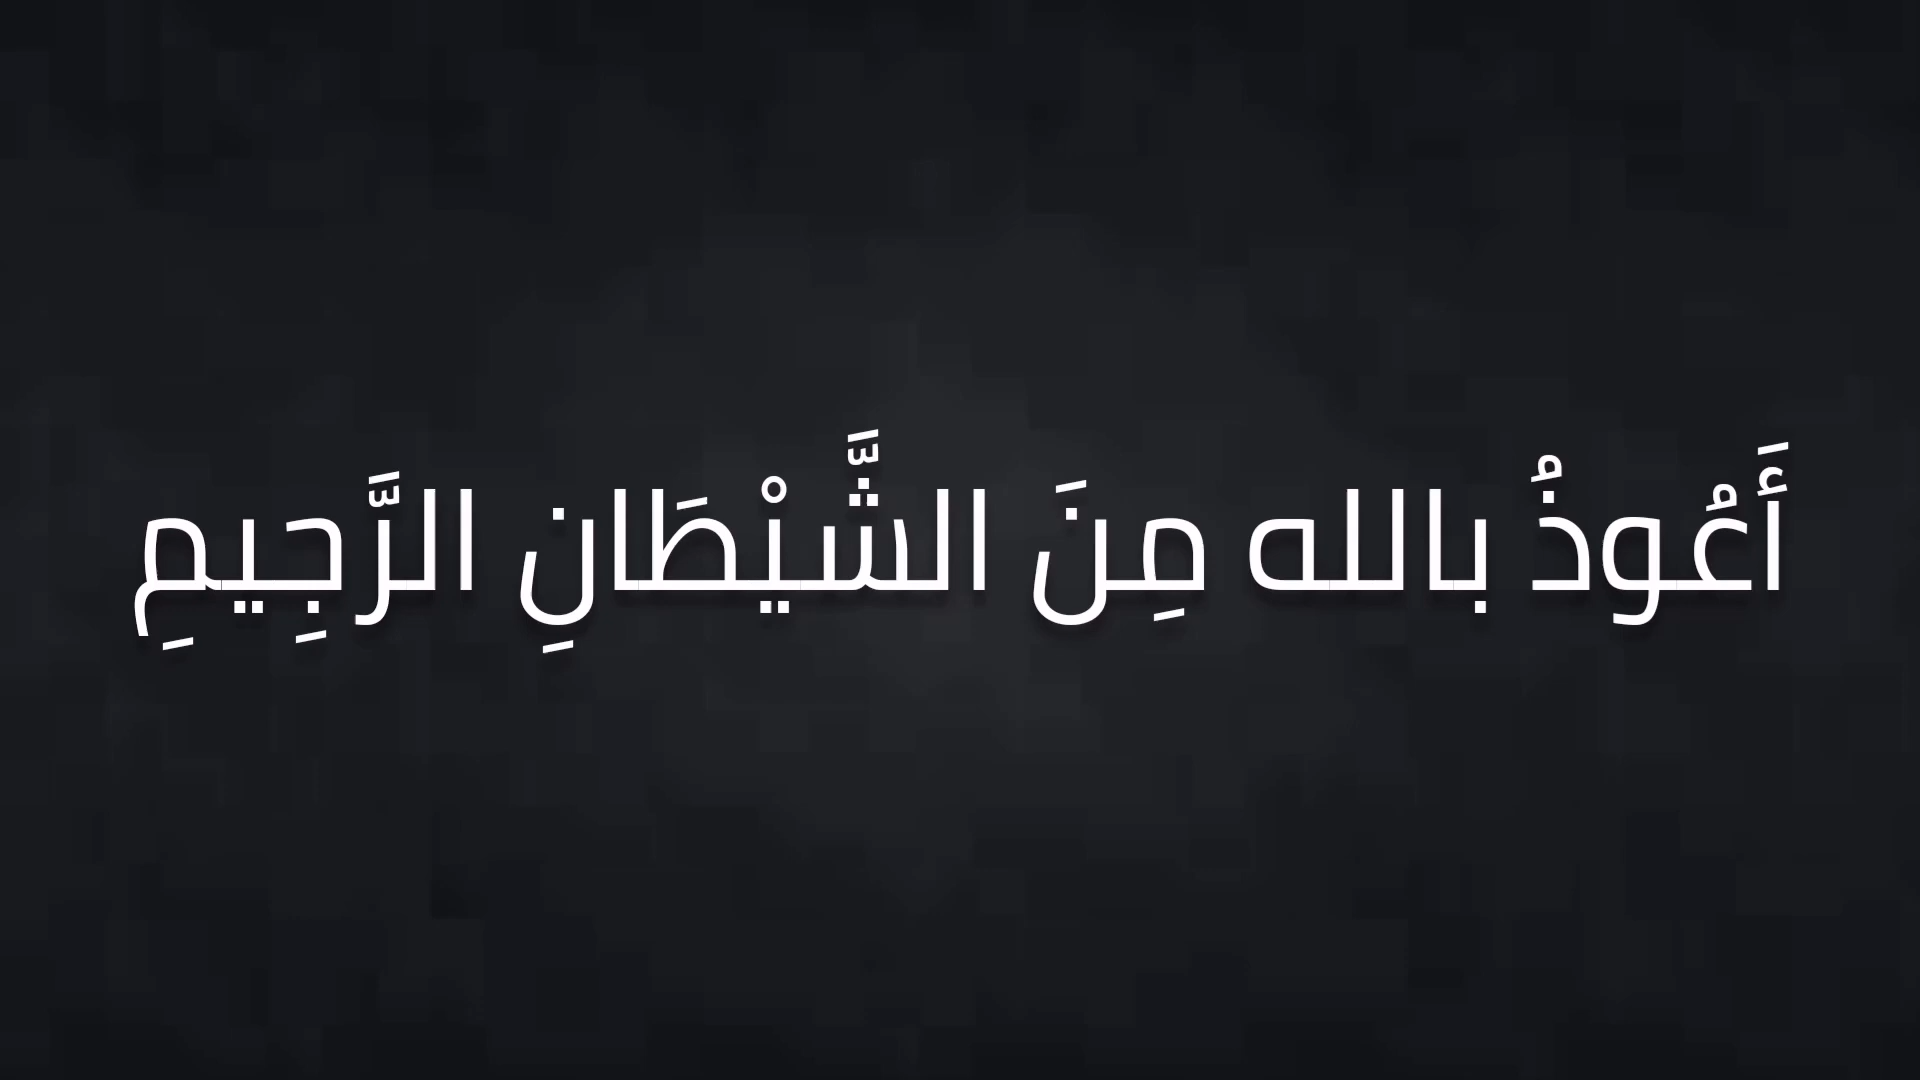 أَعُوذُ بالله مِنَ الشَّيْطَانِ الرَّجِيمِ